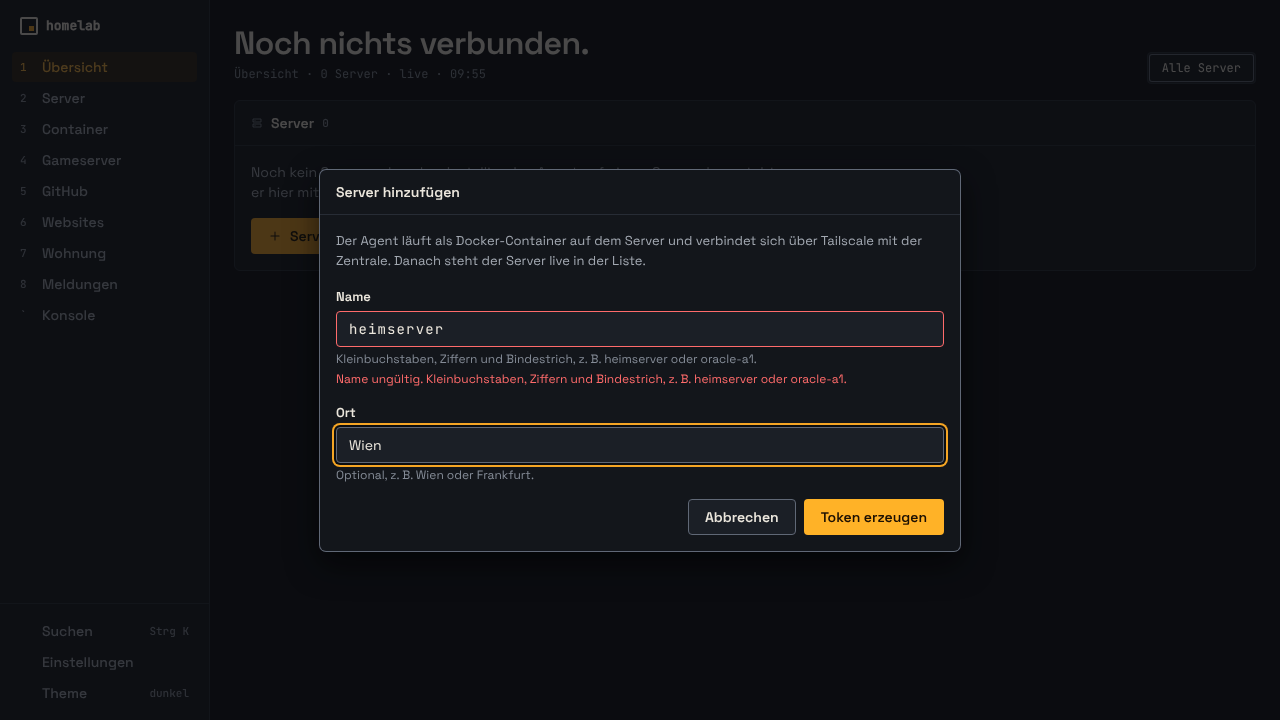 homelab
1 Übersicht
2 Server
3 Container
4 Gameserver
5 GitHub
6 Websites
7 Wohnung
8 Meldungen
` Konsole
Suchen Strg K
Einstellungen
Theme dunkel
Noch nichts verbunden.
Übersicht · 0 Server · live · 09:55
Alle Server
Server 0
Noch kein
er hier mit
+ Serv
Server hinzufügen
Der Agent läuft als Docker-Container auf dem Server und verbindet sich über Tailscale mit der
Zentrale. Danach steht der Server live in der Liste.
Name
heimserver
Kleinbuchstaben, Ziffern und Bindestrich, z. B. heimserver oder oracle-a1.
Name ungültig. Kleinbuchstaben, Ziffern und Bindestrich, z. B. heimserver oder oracle-a1.
Ort
Wien
Optional, z. B. Wien oder Frankfurt.
Abbrechen
Token erzeugen